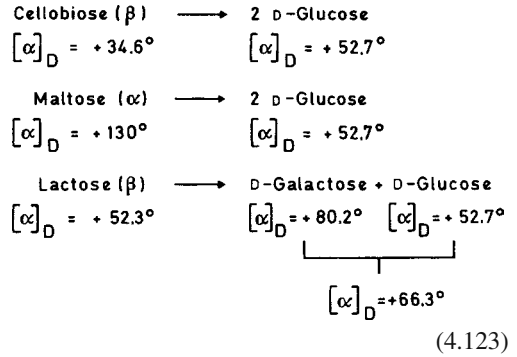 Cellobiose (β) ⟶ 2 D-Glucose
[α]D = + 34.6° [α]D = + 52.7°
Maltose (α) ⟶ 2 D-Glucose
[α]D = + 130° [α]D = + 52.7°
Lactose (β) ⟶ D-Galactose + D-Glucose
[α]D = + 52.3° [α]D = + 80.2° [α]D = + 52.7°
[α]D = +66.3°
(4.123)